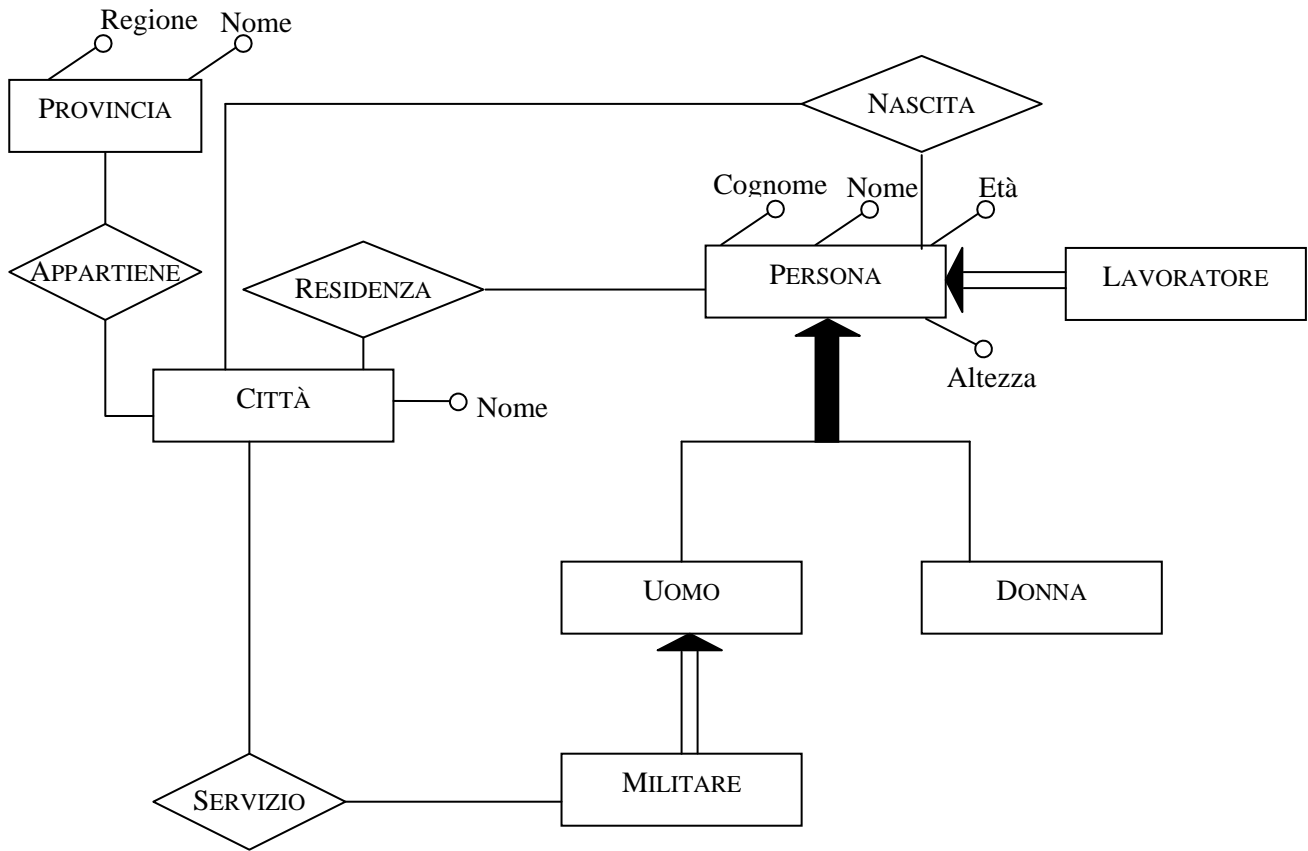 Regione Nome
PROVINCIA
NASCITA
Cognome Nome Età
APPARTIENE
RESIDENZA
PERSONA
LAVORATORE
Altezza
CITTÀ
Nome
UOMO
DONNA
MILITARE
SERVIZIO